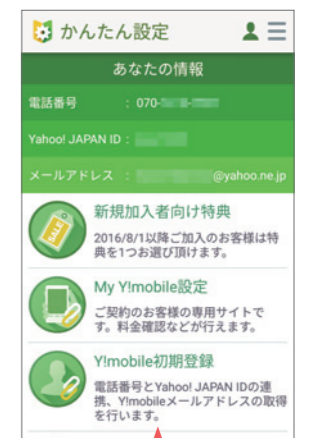 かんたん設定
あなたの情報
電話番号 : 070-
Yahoo! JAPAN ID :
メールアドレス : @yahoo.ne.jp
SALE
新規加入者向け特典
2016/8/1以降ご加入のお客様は特
典を1つお選び頂けます。
My Y!mobile設定
ご契約のお客様の専用サイトで
す。料金確認などが行えます。
Y!mobile初期登録
電話番号とYahoo! JAPAN IDの連
携、Y!mobileメールアドレスの取得
を行います。